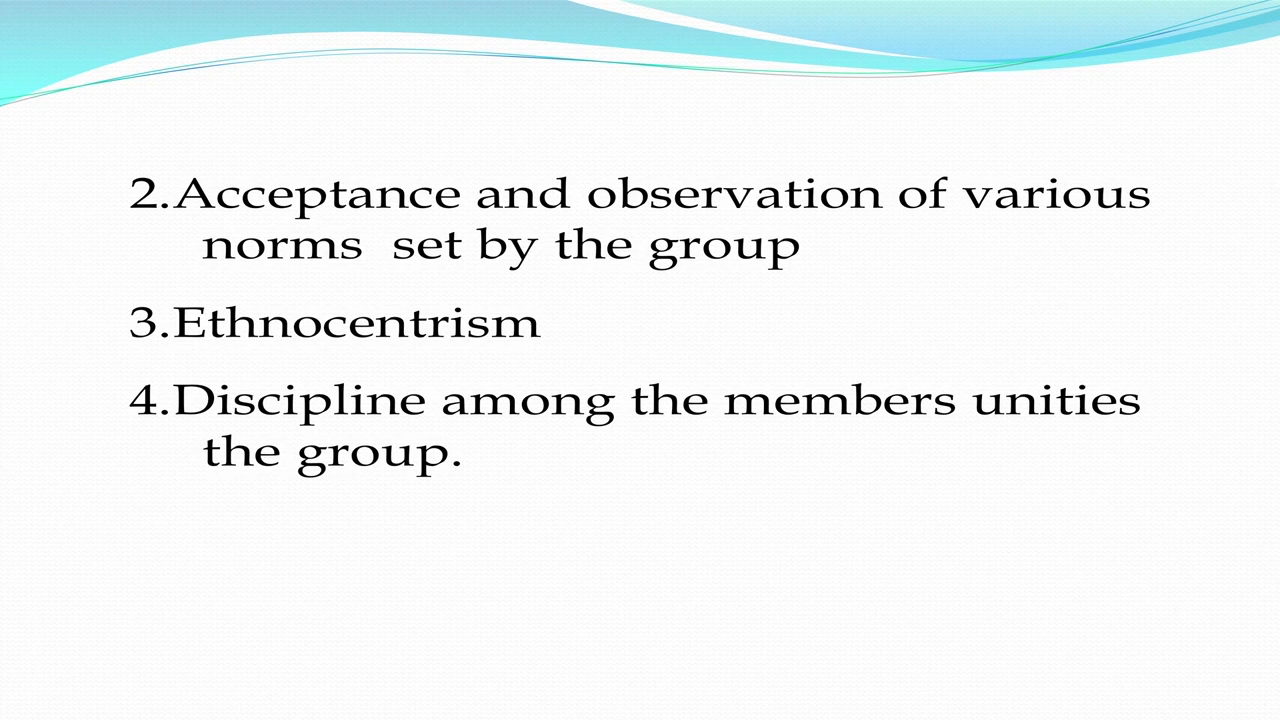 2.Acceptance and observation of various
norms  set by the group
3.Ethnocentrism
4.Discipline among the members unities
the group.